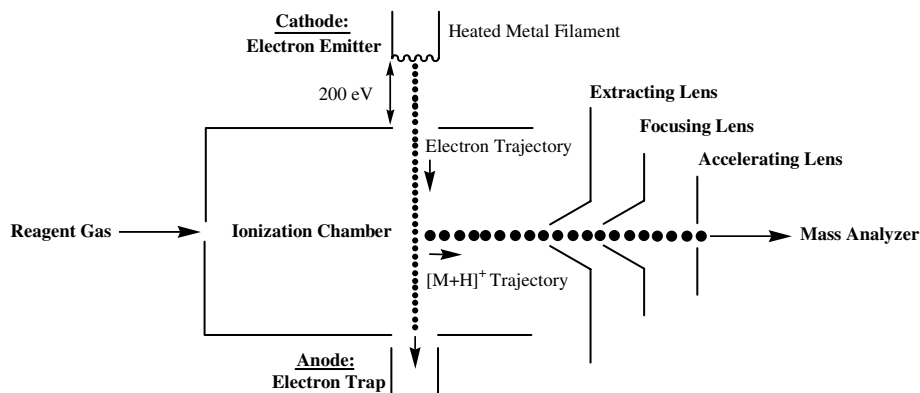 Cathode:
Electron Emitter
Heated Metal Filament
200 eV
Extracting Lens
Focusing Lens
Accelerating Lens
Electron Trajectory
Reagent Gas
Ionization Chamber
Mass Analyzer
[M+H]+ Trajectory
Anode:
Electron Trap